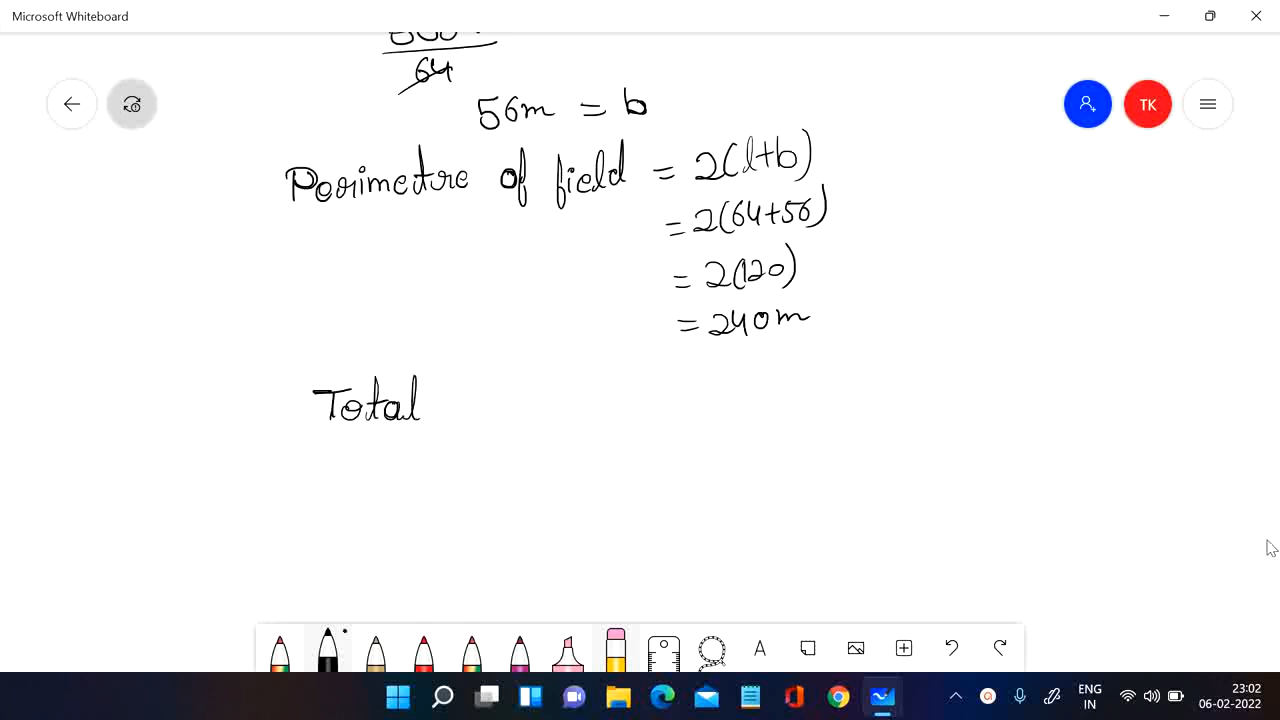 Microsoft Whiteboard
64
56m = b
TK
Perimetre of field = 2(l+b)
= 2(64+56)
= 2(120)
= 240m
Total
A
ENG
IN
23:02
06-02-2022